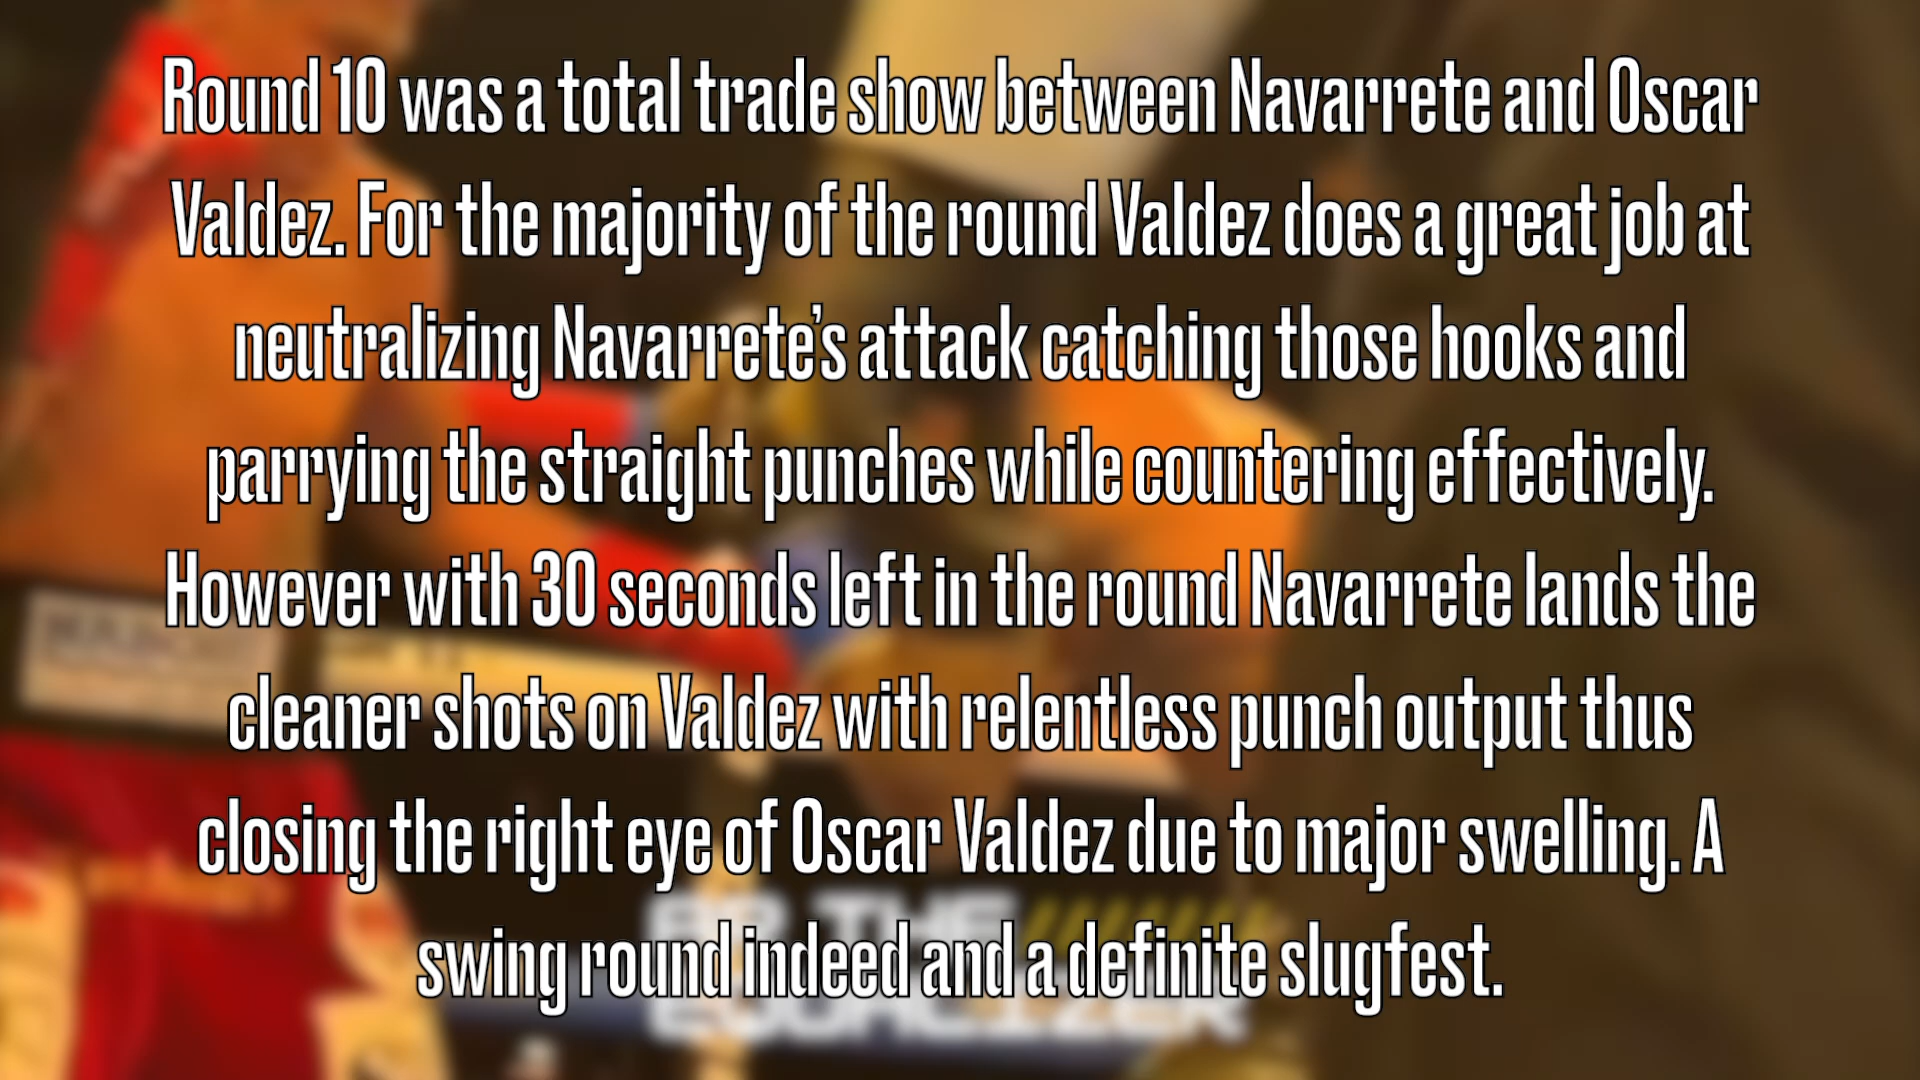 Round 10 was a total trade show between Navarrete and Oscar
Valdez. For the majority of the round Valdez does a great job at
neutralizing Navarrete’s attack catching those hooks and
parrying the straight punches while countering effectively.
However with 30 seconds left in the round Navarrete lands the
cleaner shots on Valdez with relentless punch output thus
closing the right eye of Oscar Valdez due to major swelling. A
swing round indeed and a definite slugfest.